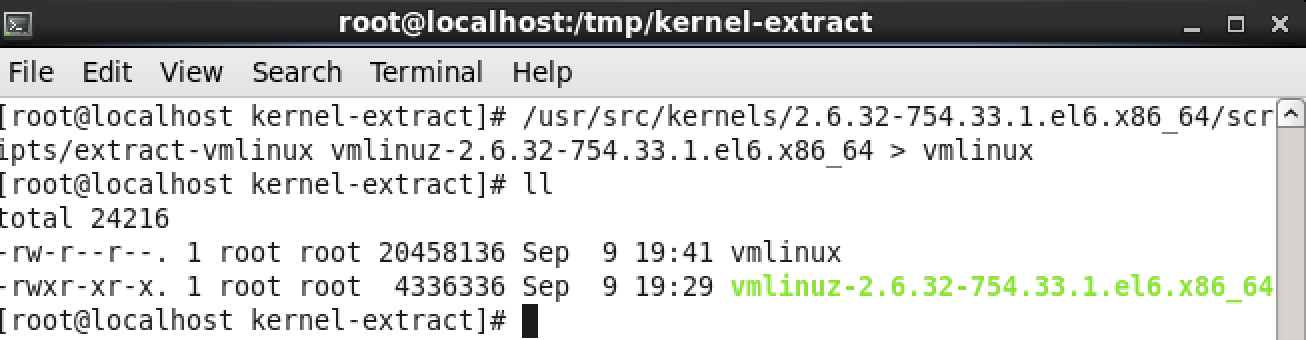 root@localhost:/tmp/kernel-extract
File Edit View Search Terminal Help
[root@localhost kernel-extract]# /usr/src/kernels/2.6.32-754.33.1.el6.x86_64/scr
ipts/extract-vmlinux vmlinuz-2.6.32-754.33.1.el6.x86_64 > vmlinux
[root@localhost kernel-extract]# ll
total 24216
-rw-r--r--. 1 root root 20458136 Sep  9 19:41 vmlinux
-rwxr-xr-x. 1 root root  4336336 Sep  9 19:29 vmlinuz-2.6.32-754.33.1.el6.x86_64
[root@localhost kernel-extract]#